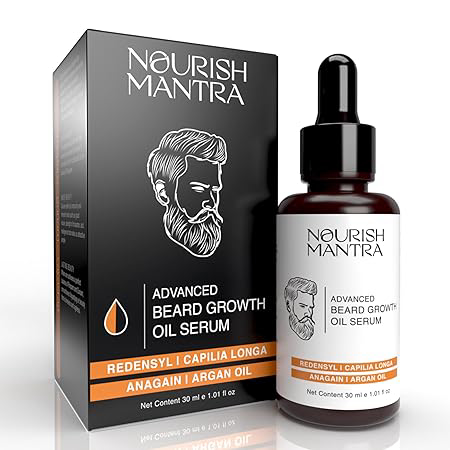 NOURISH
MANTRA
ADVANCED
BEARD GROWTH
OIL SERUM
REDENSYL I CAPILIA LONGA
ANAGAIN I ARGAN OIL
Net Content 30 ml e 1.01 fl oz
NOURISH
MANTRA
ADVANCED
BEARD GROWTH
OIL SERUM
REDENSYL I CAPILIA LONGA
ANAGAIN I ARGAN OIL
Net Content 30 ml e 1.01 fl oz